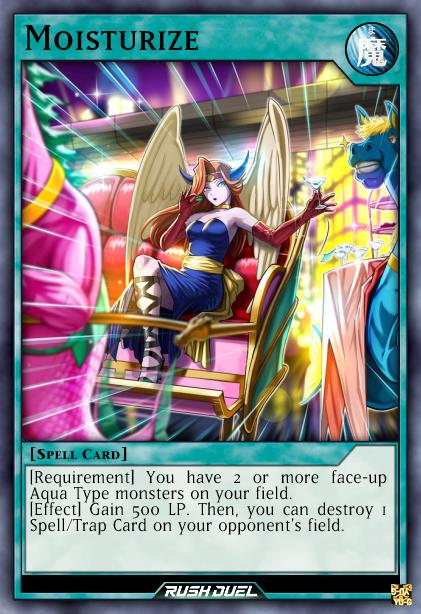 Moisturize
ま
魔
[Spell Card]
[Requirement] You have 2 or more face-up
Aqua Type monsters on your field.
[Effect] Gain 500 LP. Then, you can destroy 1
Spell/Trap Card on your opponent's field.
RUSH DUEL